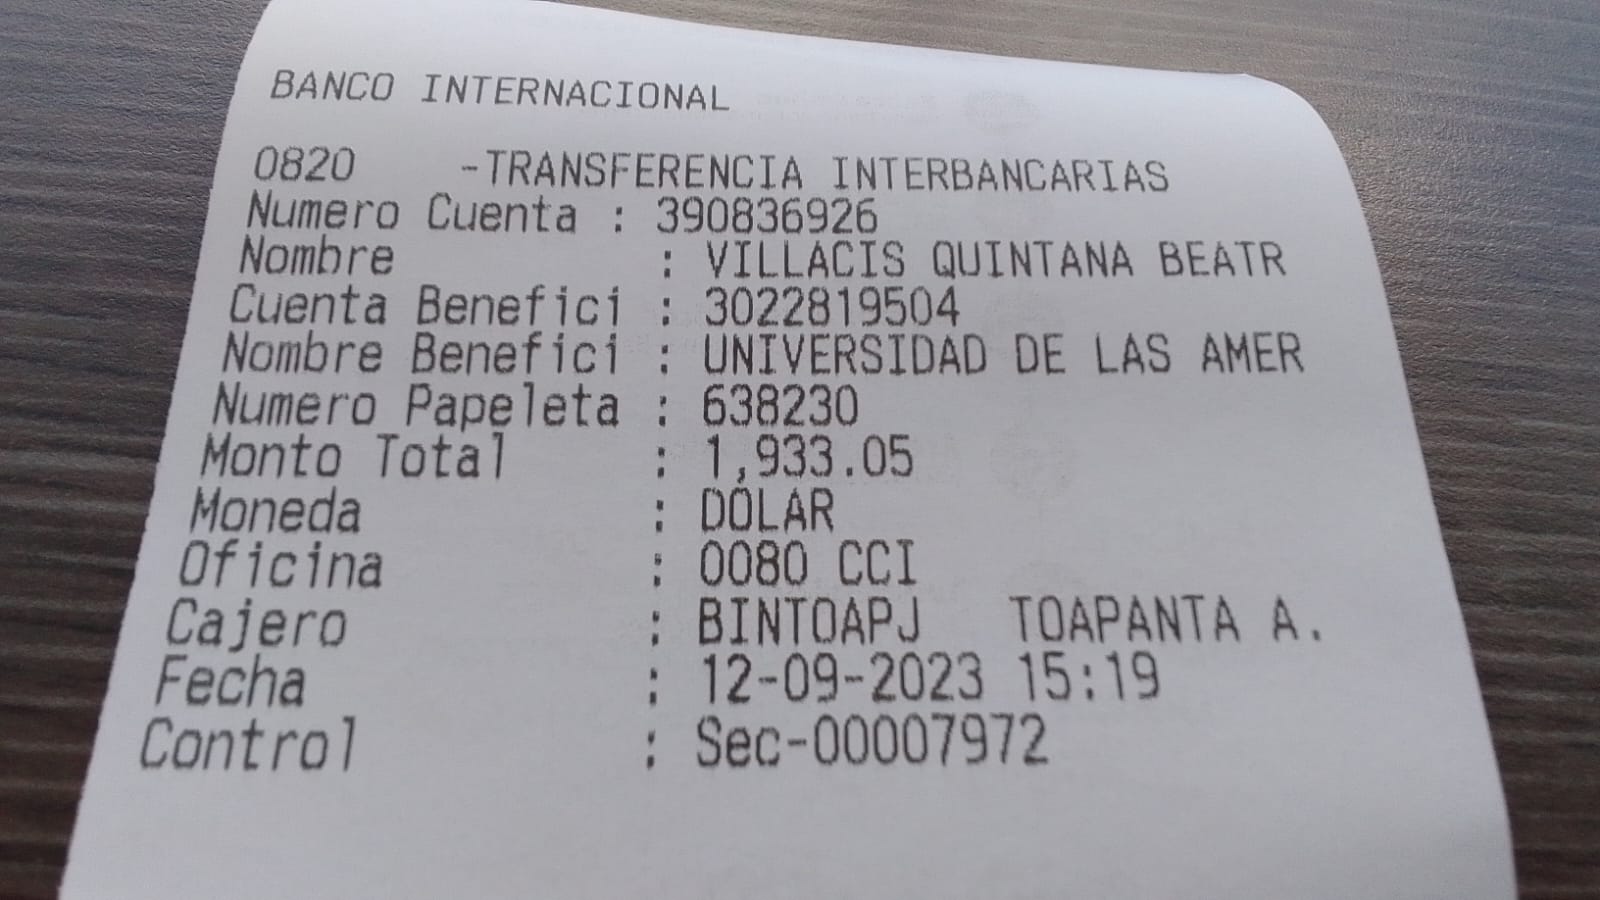 BANCO INTERNACIONAL
0820 -TRANSFERENCIA INTERBANCARIAS
Numero Cuenta : 390836926
Nombre : VILLACIS QUINTANA BEATR
Cuenta Benefici : 3022819504
Nombre Benefici : UNIVERSIDAD DE LAS AMER
Numero Papeleta : 638230
Monto Total : 1,933.05
Moneda : DOLAR
Oficina : 0080 CCI
Cajero : BINTOAPJ TOAPANTA A.
Fecha : 12-09-2023 15:19
Control : Sec-00007972